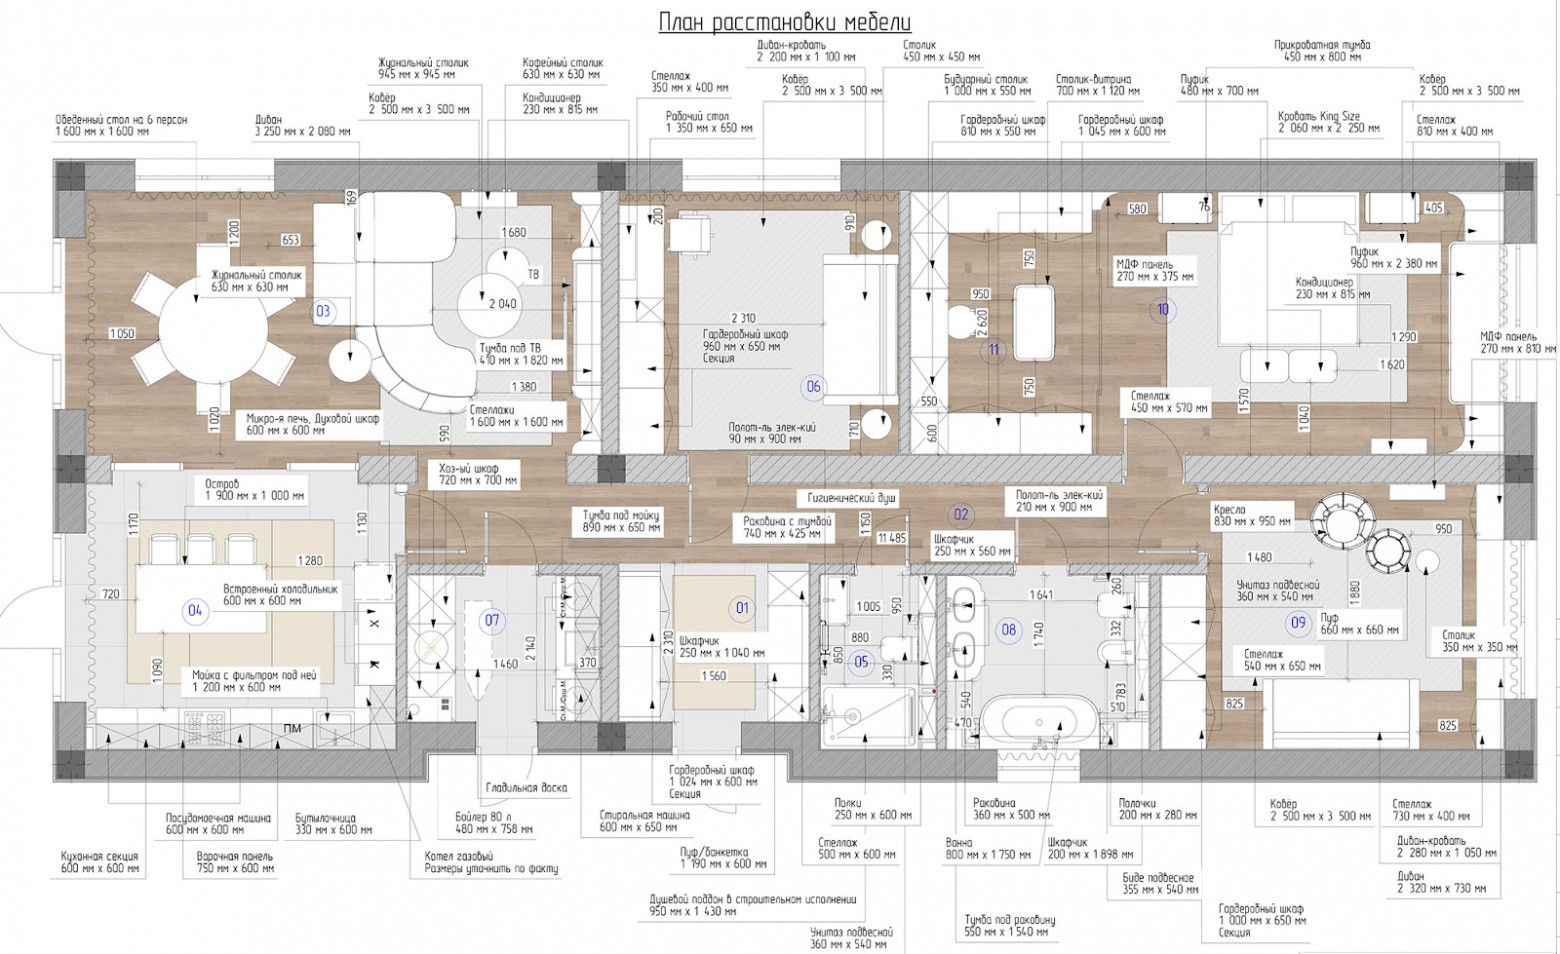 План расстановки мебели
Обеденный стол на 6 персон
1 600 мм х 1 600 мм
Диван
3 250 мм х 2 080 мм
Журнальный столик
945 мм х 945 мм
Ковёр
2 500 мм х 3 500 мм
Кофейный столик
630 мм х 630 мм
Кондиционер
230 мм х 815 мм
Стеллаж
350 мм х 400 мм
Рабочий стол
1 350 мм х 650 мм
Диван-кровать
2 200 мм х 1 100 мм
Ковёр
2 500 мм х 3 500 мм
Столик
450 мм х 450 мм
Будуарный столик
1 000 мм х 550 мм
Гардеробный шкаф
810 мм х 550 мм
Столик-витрина
700 мм х 1 120 мм
Гардеробный шкаф
1 045 мм х 600 мм
Пуфик
480 мм х 700 мм
Прикроватная тумба
450 мм х 800 мм
Кровать King Size
2 060 мм х 2 250 мм
Ковёр
2 500 мм х 3 500 мм
Стеллаж
810 мм х 400 мм
169
1 200
653
1 680
Журнальный столик
630 мм х 630 мм
03
ТВ
2 040
1 050
Тумба под ТВ
410 мм х 1 820 мм
1 380
Стеллажи
1 600 мм х 1 600 мм
1 020
Микро-я печь, Духовой шкаф
600 мм х 600 мм
590
200
910
2 310
Гардеробный шкаф
960 мм х 650 мм
Секция
06
Полот-ль элек-кий
90 мм х 900 мм
710
750
950
2 620
11
750
550
600
580
76
405
МДФ панель
270 мм х 375 мм
10
Пуфик
960 мм х 2 380 мм
Кондиционер
230 мм х 815 мм
1 290
МДФ панель
270 мм х 810 мм
1 620
Стеллаж
450 мм х 570 мм
1 570
1 040
Остров
1 900 мм х 1 000 мм
1 170
1 130
1 280
720
Встроенный холодильник
600 мм х 600 мм
04
Х
К
1 090
Мойка с фильтром под ней
1 200 мм х 600 мм
ПМ
Хоз-ый шкаф
720 мм х 700 мм
Тумба под мойку
890 мм х 650 мм
Раковина с тумбой
740 мм х 425 мм
Гигиенический душ
1 150
11 485
02
Шкафчик
250 мм х 560 мм
Полот-ль элек-кий
210 мм х 900 мм
Кресло
830 мм х 950 мм
950
1 480
07
2 140
1 460
370
Ст.М./Суш.М.
Ст.М./Суш.М.
01
Шкафчик
250 мм х 1 040 мм
2 310
1 560
1 005
950
880
850
05
330
1 641
260
08
1 740
332
540
470
783
510
Унитаз подвесной
360 мм х 540 мм
1 880
Пуф
660 мм х 660 мм
09
Столик
350 мм х 350 мм
Стеллаж
540 мм х 650 мм
825
825
Посудомоечная машина
600 мм х 600 мм
Бутылочница
330 мм х 600 мм
Кухонная секция
600 мм х 600 мм
Варочная панель
750 мм х 600 мм
Гладильная доска
Бойлер 80 л
480 мм х 758 мм
Котел газовый
Размеры уточнить по факту
Стиральная машина
600 мм х 650 мм
Гардеробный шкаф
1 024 мм х 600 мм
Секция
Пуф/банкетка
1 190 мм х 600 мм
Душевой поддон в строительном исполнении
950 мм х 1 430 мм
Полки
250 мм х 600 мм
Стеллаж
500 мм х 600 мм
Унитаз подвесной
360 мм х 540 мм
Раковина
360 мм х 500 мм
Ванна
800 мм х 1 750 мм
Тумба под раковину
550 мм х 1 540 мм
Полочки
200 мм х 280 мм
Шкафчик
200 мм х 1 898 мм
Биде подвесное
355 мм х 540 мм
Гардеробный шкаф
1 000 мм х 650 мм
Секция
Ковёр
2 500 мм х 3 500 мм
Стеллаж
730 мм х 400 мм
Диван-кровать
2 280 мм х 1 050 мм
Диван
2 320 мм х 730 мм